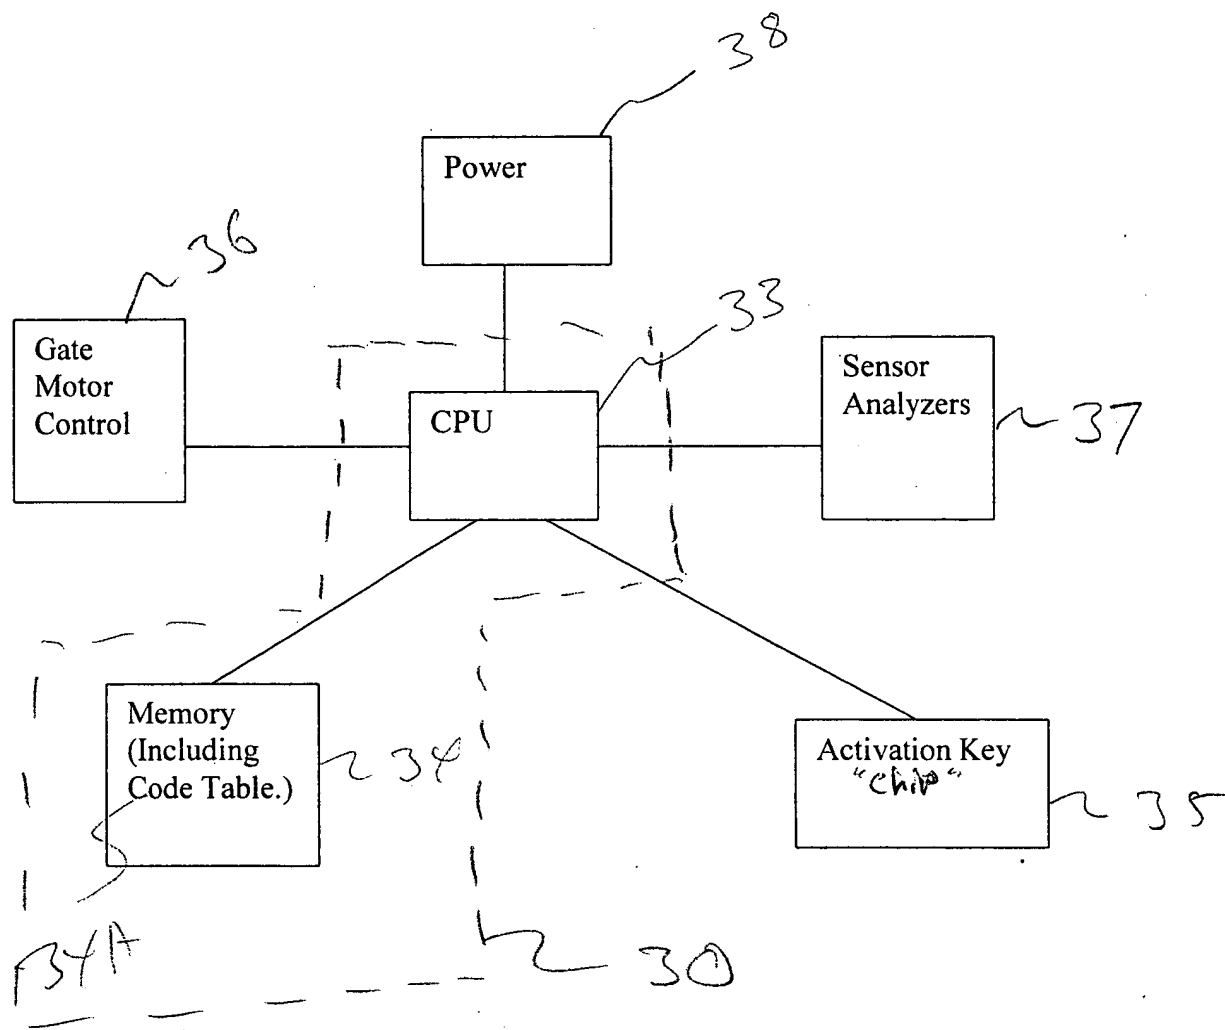 38
Power
36
33
Gate
Motor
Control
CPU
Sensor
Analyzers
37
Memory
(Including
Code Table.)
34
Activation Key
"chip"
35
34A
30